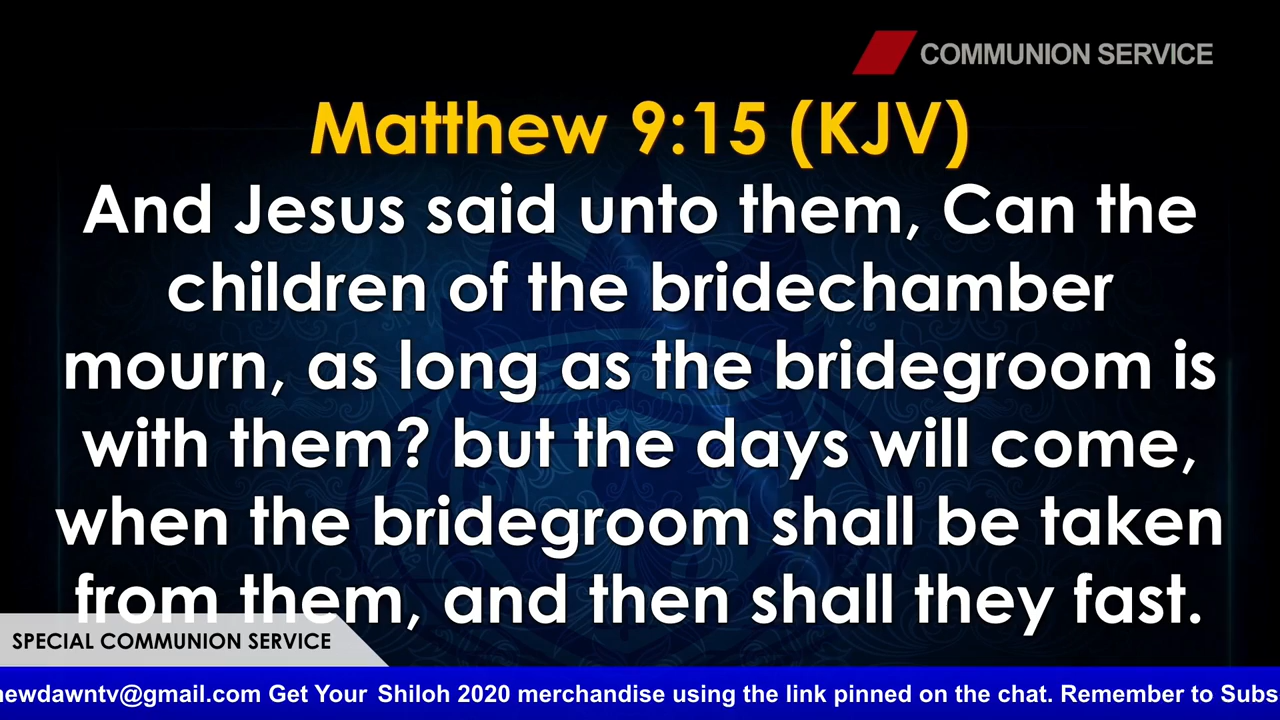 COMMUNION SERVICE
Matthew 9:15 (KJV)
And Jesus said unto them, Can the
children of the bridechamber
mourn, as long as the bridegroom is
with them? but the days will come,
when the bridegroom shall be taken
from them, and then shall they fast.
SPECIAL COMMUNION SERVICE
newdawntv@gmail.com Get Your Shiloh 2020 merchandise using the link pinned on the chat. Remember to Subs